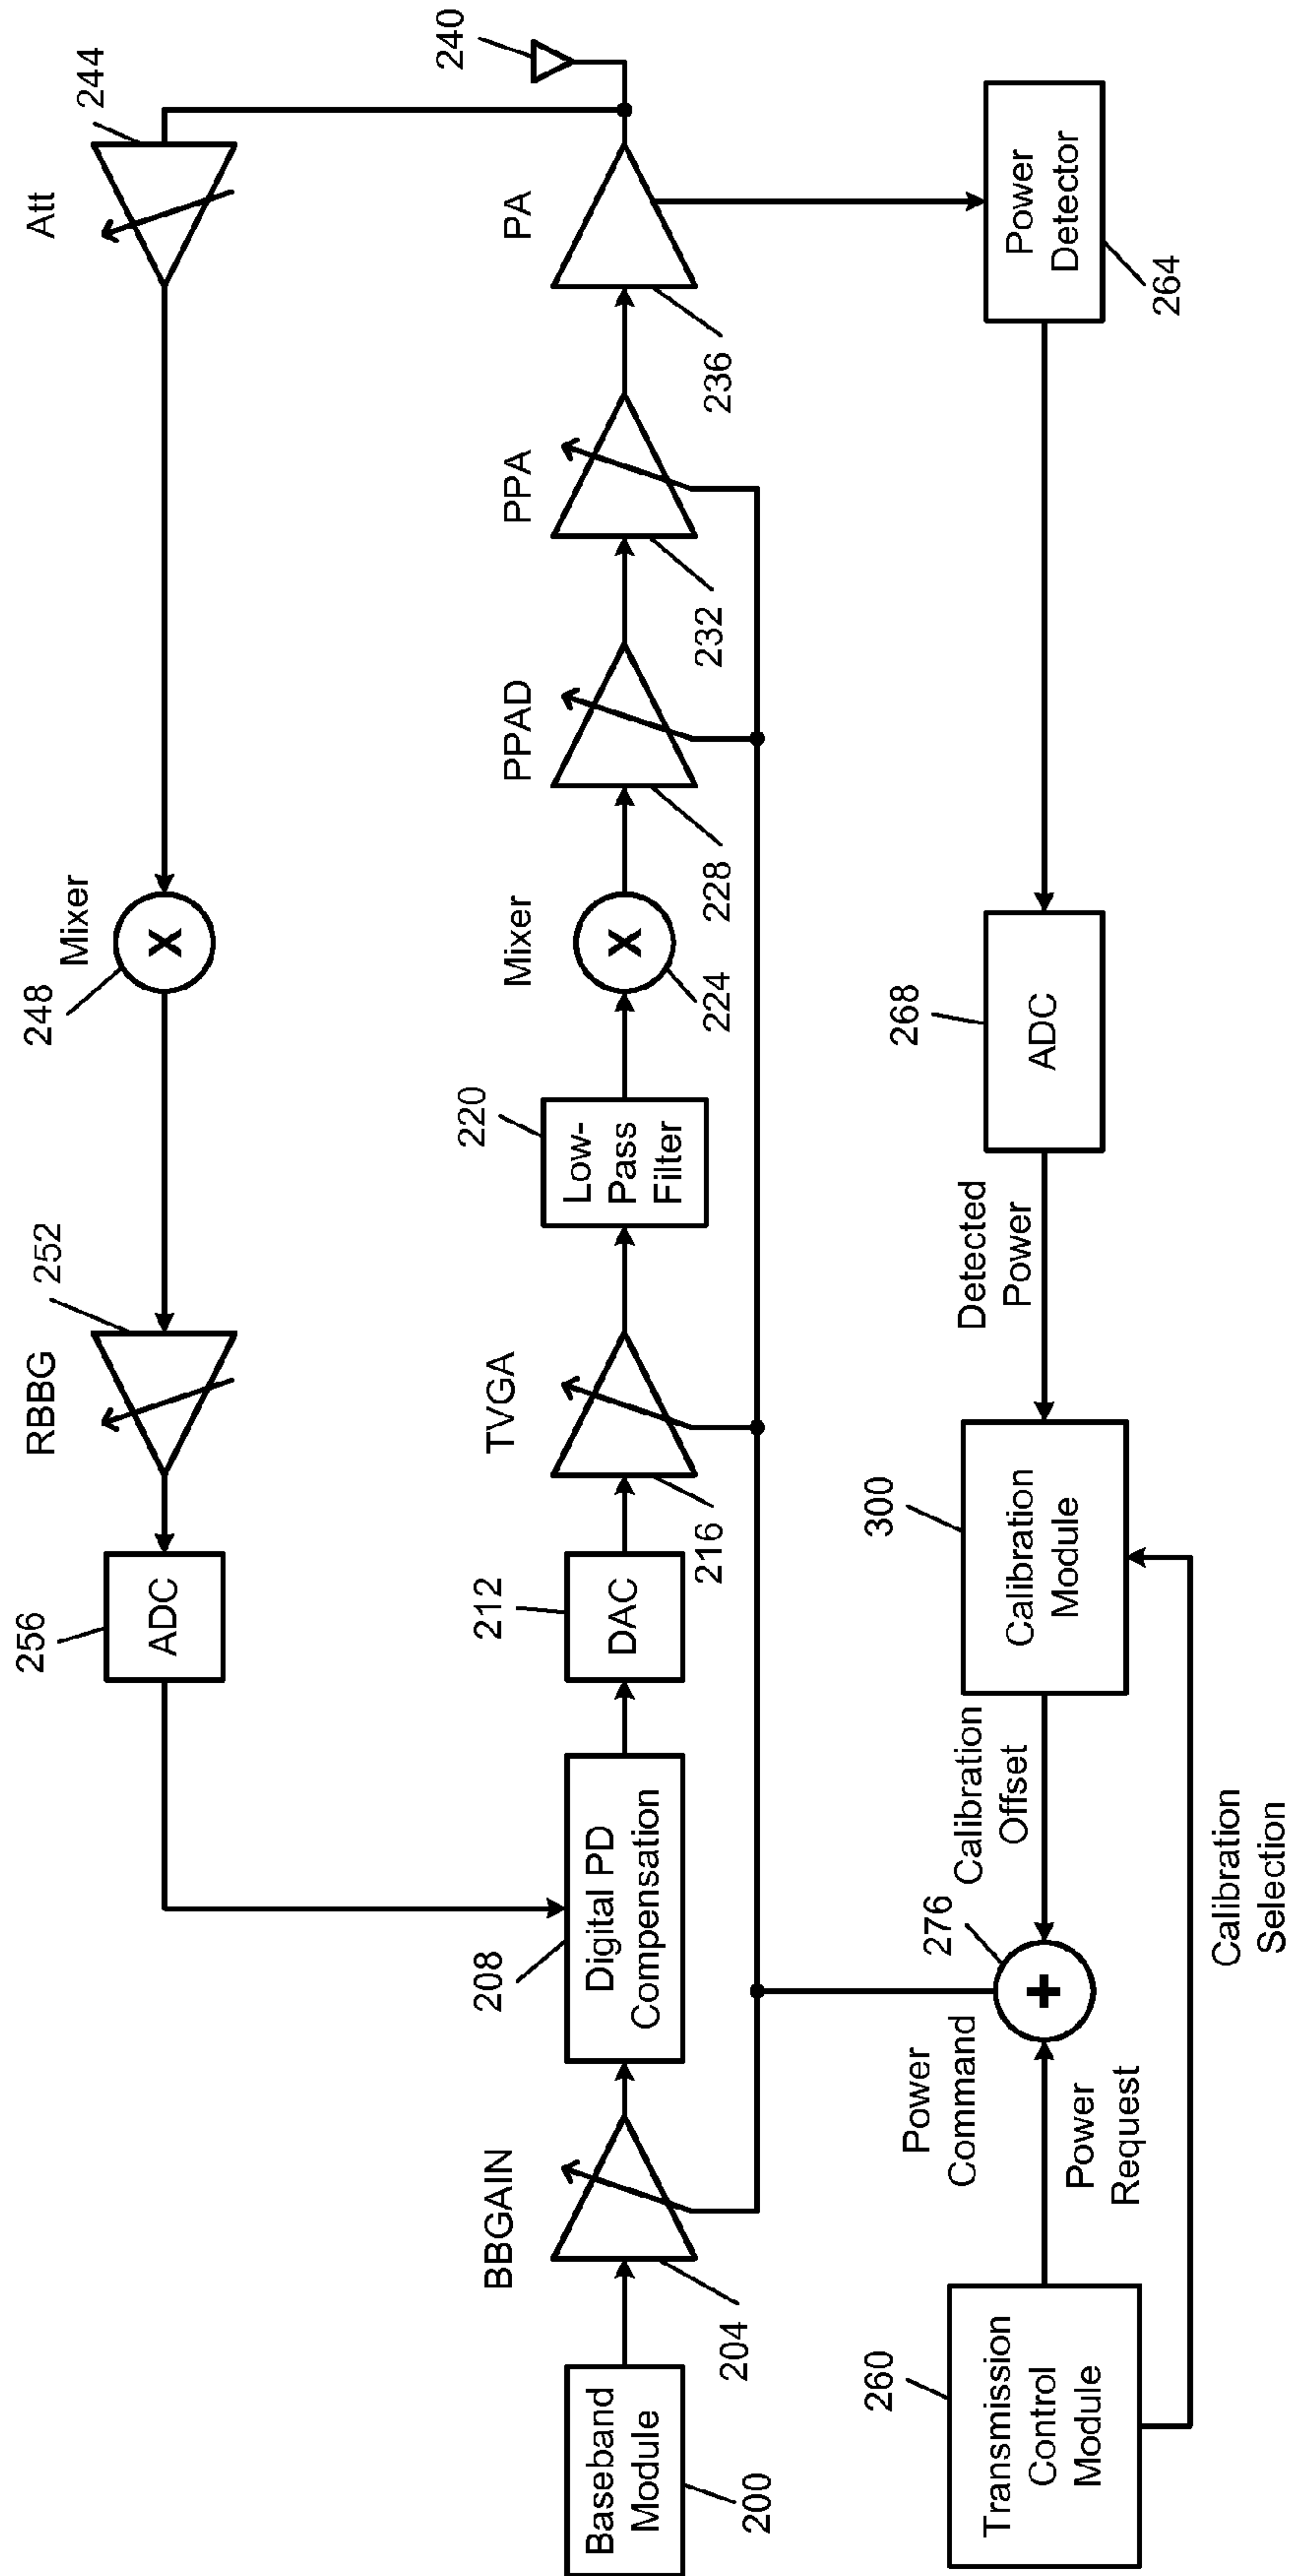 Att
244
240
Mixer
248
RBBG
252
256
ADC
Baseband
Module
200
BBGAIN
204
208
Digital PD
Compensation
212
DAC
TVGA
216
220
Low-
Pass
Filter
Mixer
224
PPAD
228
PPA
232
PA
236
260
Transmission
Control
Module
Power
Command
Power
Request
276
+
Calibration
Offset
300
Calibration
Module
Detected
Power
268
ADC
Power
Detector
264
Calibration
Selection
X
X